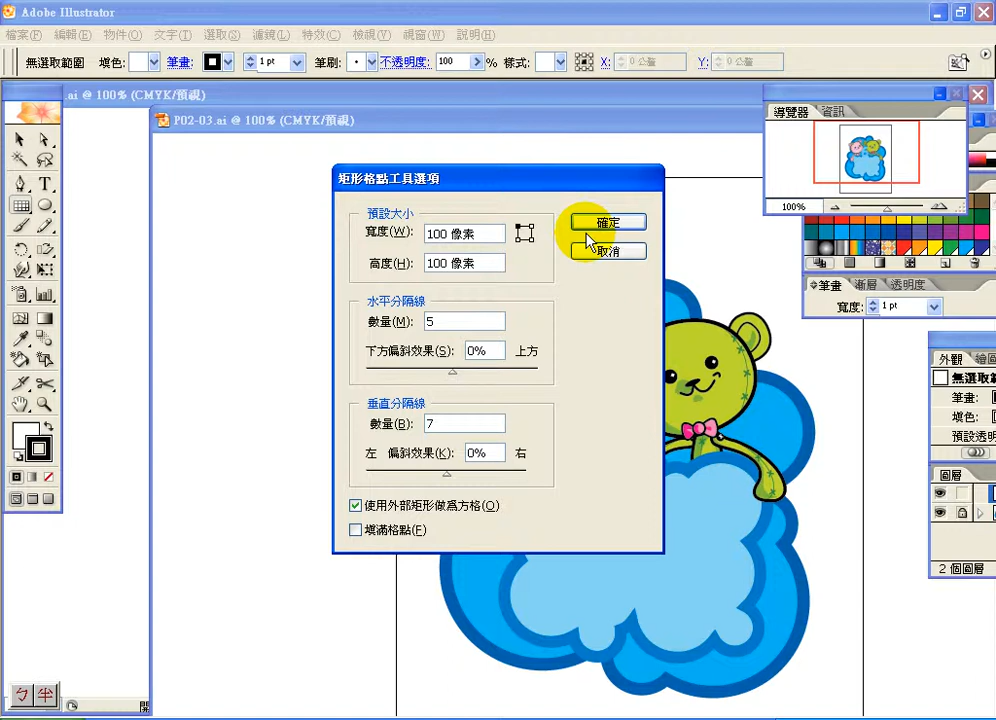 Adobe Illustrator
檔案(F) 編輯(E) 物件(O) 文字(T) 選取(S) 濾鏡(L) 特效(C) 檢視(V) 視窗(W) 說明(H)
無選取範圍 填色: 筆畫: 1 pt 筆刷: 不透明度: 100 % 樣式: X: 0 公釐 Y: 0 公釐
.ai @ 100% (CMYK/預視)
P02-03.ai @ 100% (CMYK/預視)
導覽器 資訊
100%
矩形格點工具選項
預設大小
寬度(W): 100 像素
高度(H): 100 像素
確定
取消
水平分隔線
數量(M): 5
下方偏斜效果(S): 0% 上方
垂直分隔線
數量(B): 7
左 偏斜效果(K): 0% 右
使用外部矩形做為方格(O)
填滿格點(F)
筆畫 漸層 透明度
寬度: 1 pt
外觀
無選取範
筆畫:
填色:
預設透明
圖層
2 個圖層
ㄅ 半